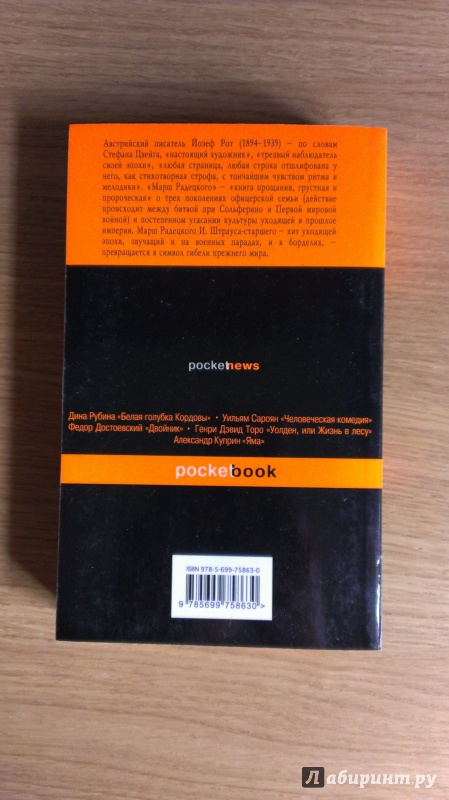 Австрийский писатель Йозеф Рот (1894–1939) – по словам
Стефана Цвейга, «настоящий художник», «трезвый наблюдатель
своей эпохи», «любая страница, любая строка отшлифована у
него, как стихотворная строфа, с тончайшим чувством ритма и
мелодики». «Марш Радецкого» – «книга прощания, грустная и
пророческая» о трех поколениях офицерской семьи (действие
происходит между битвой при Сольферино и Первой мировой
войной) и постепенном угасании культуры уходящей в прошлое
империи. Марш Радецкого И. Штрауса-старшего – хит уходящей
эпохи, звучащий и на военных парадах, и в борделях, –
превращается в символ гибели прежнего мира.
pocketnews
Дина Рубина «Белая голубка Кордовы» • Уильям Сароян «Человеческая комедия»
Федор Достоевский «Двойник» • Генри Дэвид Торо «Уолден, или Жизнь в лесу»
Александр Куприн «Яма»
pocketbook
ISBN 978-5-699-75863-0
9 785699 758630 >
Лабиринт.ру